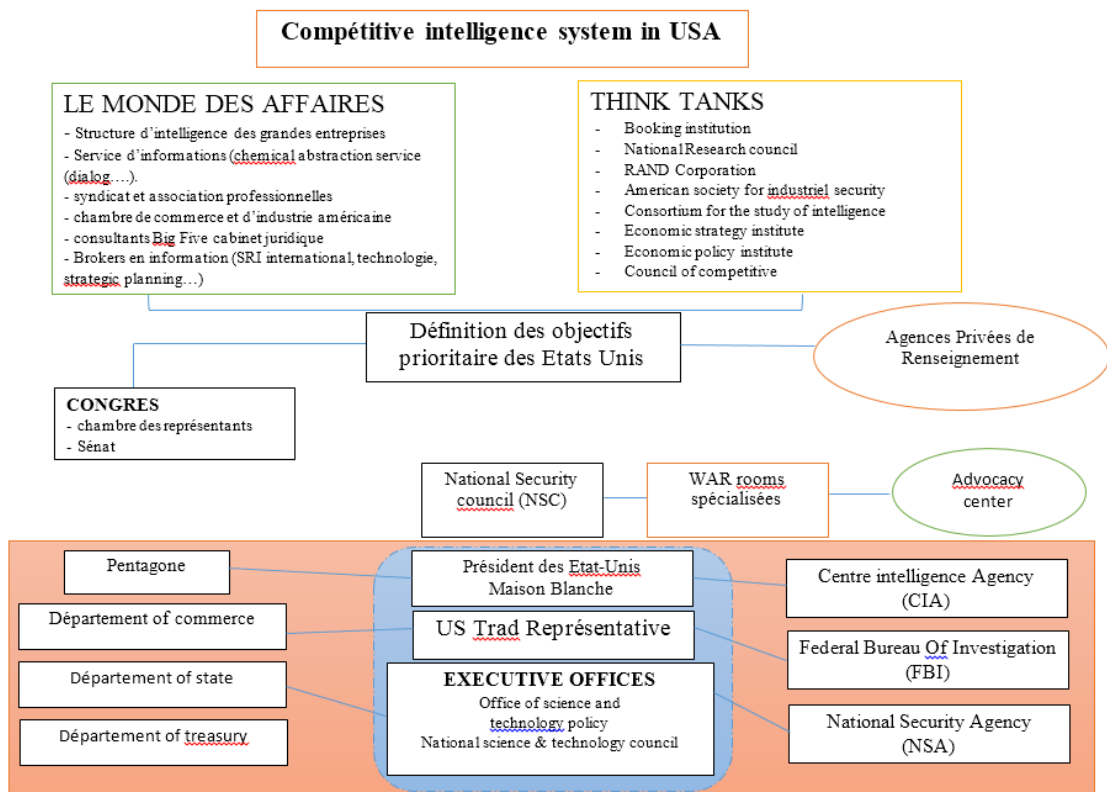 Compétitive intelligence system in USA
LE MONDE DES AFFAIRES
- Structure d’intelligence des grandes entreprises
- Service d’informations (chemical abstraction service
(dialog….).
- syndicat et association professionnelles
- chambre de commerce et d’industrie américaine
- consultants Big Five cabinet juridique
- Brokers en information (SRI international, technologie,
strategic planning…)
THINK TANKS
- Booking institution
- National Research council
- RAND Corporation
- American society for industriel security
- Consortium for the study of intelligence
- Economic strategy institute
- Economic policy institute
- Council of competitive
Définition des objectifs
prioritaire des Etats Unis
Agences Privées de
Renseignement
CONGRES
- chambre des représentants
- Sénat
National Security
council (NSC)
WAR rooms
spécialisées
Advocacy
center
Pentagone
Président des Etat-Unis
Maison Blanche
Centre intelligence Agency
(CIA)
Département of commerce
US Trad Représentative
Federal Bureau Of Investigation
(FBI)
Département of state
EXECUTIVE OFFICES
Office of science and
technology policy
National science & technology council
National Security Agency
(NSA)
Département of treasury